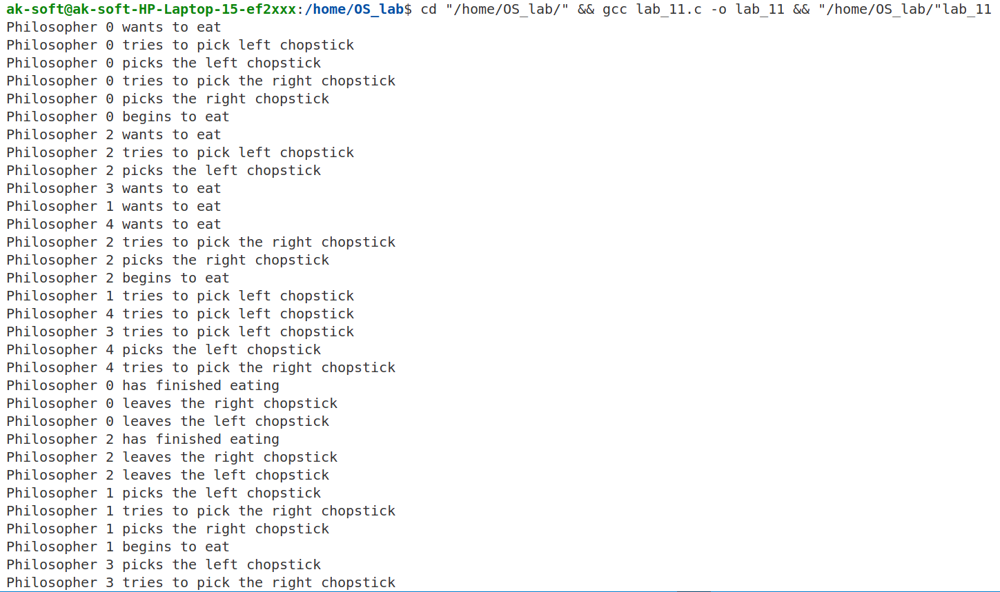 ak-soft@ak-soft-HP-Laptop-15-ef2xxx:/home/OS_lab$ cd "/home/OS_lab/" && gcc lab_11.c -o lab_11 && "/home/OS_lab/"lab_11
Philosopher 0 wants to eat
Philosopher 0 tries to pick left chopstick
Philosopher 0 picks the left chopstick
Philosopher 0 tries to pick the right chopstick
Philosopher 0 picks the right chopstick
Philosopher 0 begins to eat
Philosopher 2 wants to eat
Philosopher 2 tries to pick left chopstick
Philosopher 2 picks the left chopstick
Philosopher 3 wants to eat
Philosopher 1 wants to eat
Philosopher 4 wants to eat
Philosopher 2 tries to pick the right chopstick
Philosopher 2 picks the right chopstick
Philosopher 2 begins to eat
Philosopher 1 tries to pick left chopstick
Philosopher 4 tries to pick left chopstick
Philosopher 3 tries to pick left chopstick
Philosopher 4 picks the left chopstick
Philosopher 4 tries to pick the right chopstick
Philosopher 0 has finished eating
Philosopher 0 leaves the right chopstick
Philosopher 0 leaves the left chopstick
Philosopher 2 has finished eating
Philosopher 2 leaves the right chopstick
Philosopher 2 leaves the left chopstick
Philosopher 1 picks the left chopstick
Philosopher 1 tries to pick the right chopstick
Philosopher 1 picks the right chopstick
Philosopher 1 begins to eat
Philosopher 3 picks the left chopstick
Philosopher 3 tries to pick the right chopstick